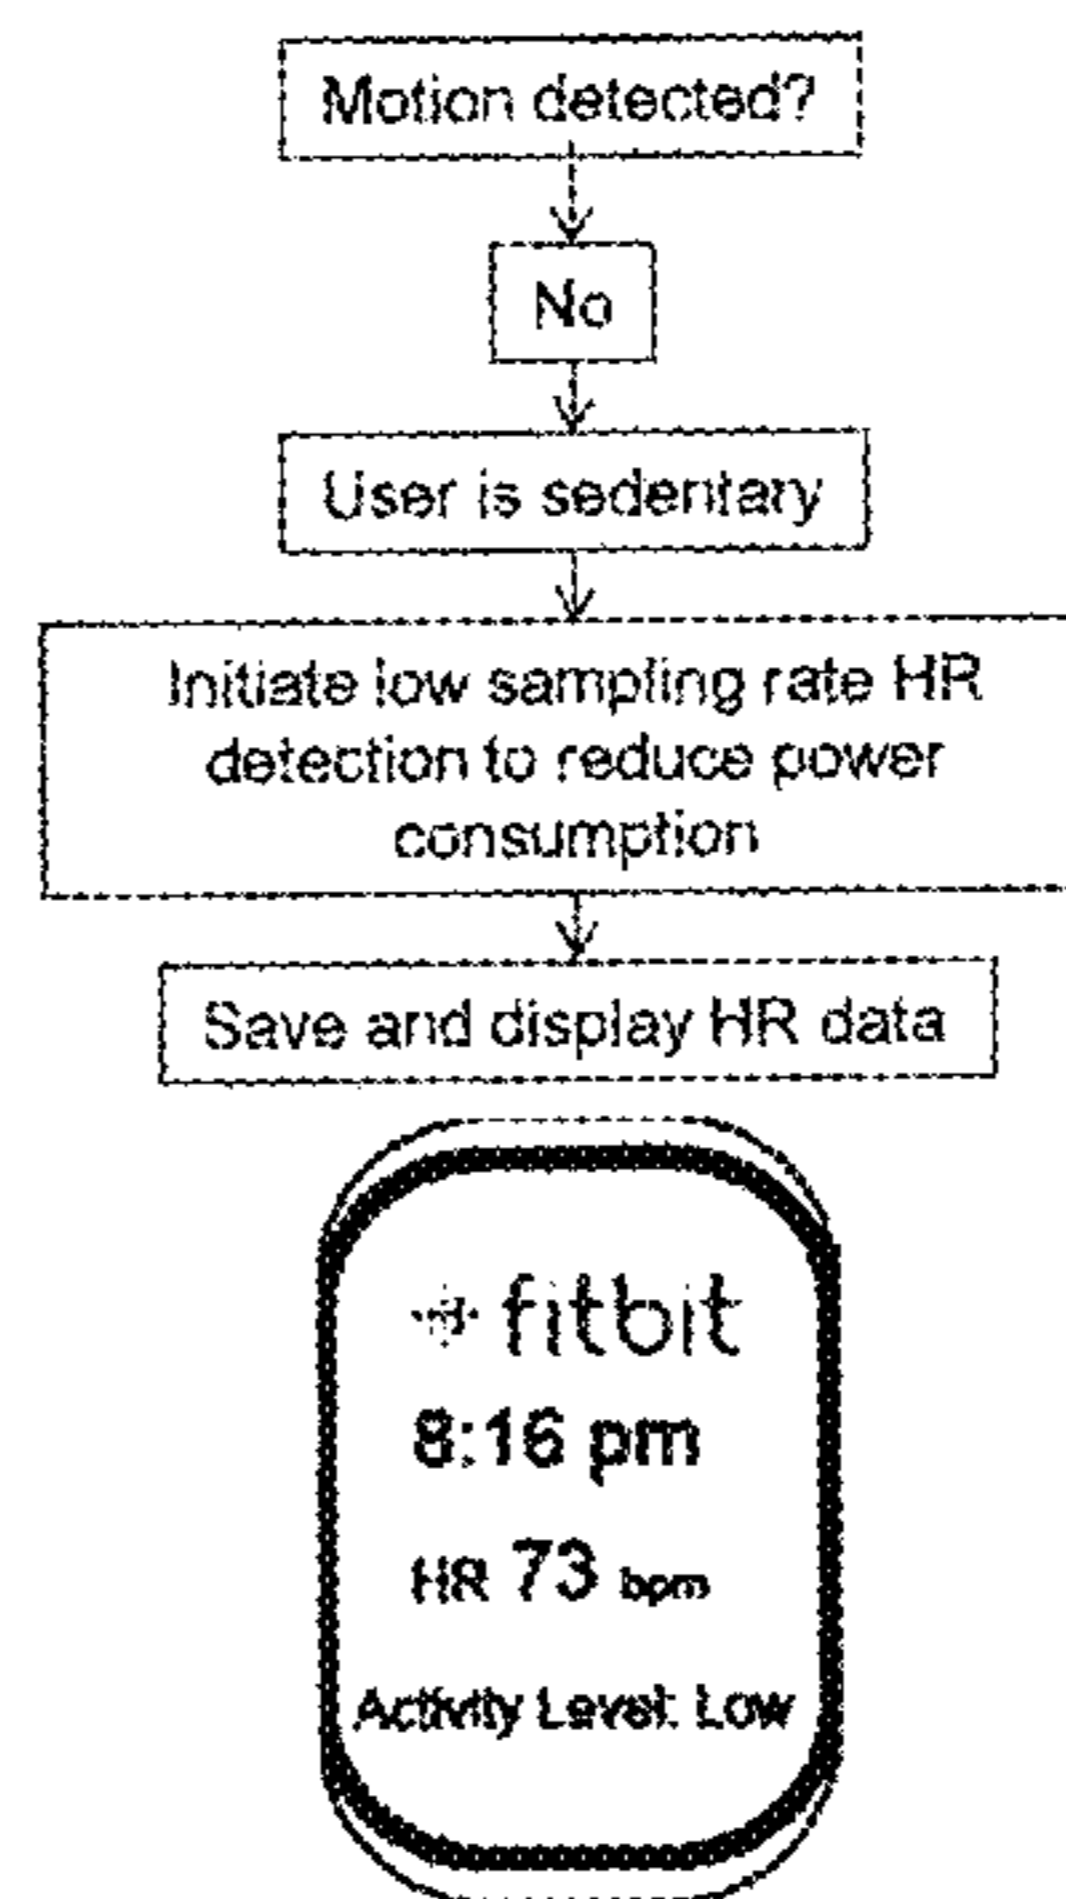 Motion detected?
No
User is sedentary
Initiate low sampling rate HR
detection to reduce power
consumption
Save and display HR data
fitbit
8:16 pm
HR 73 bpm
Activity Level: Low